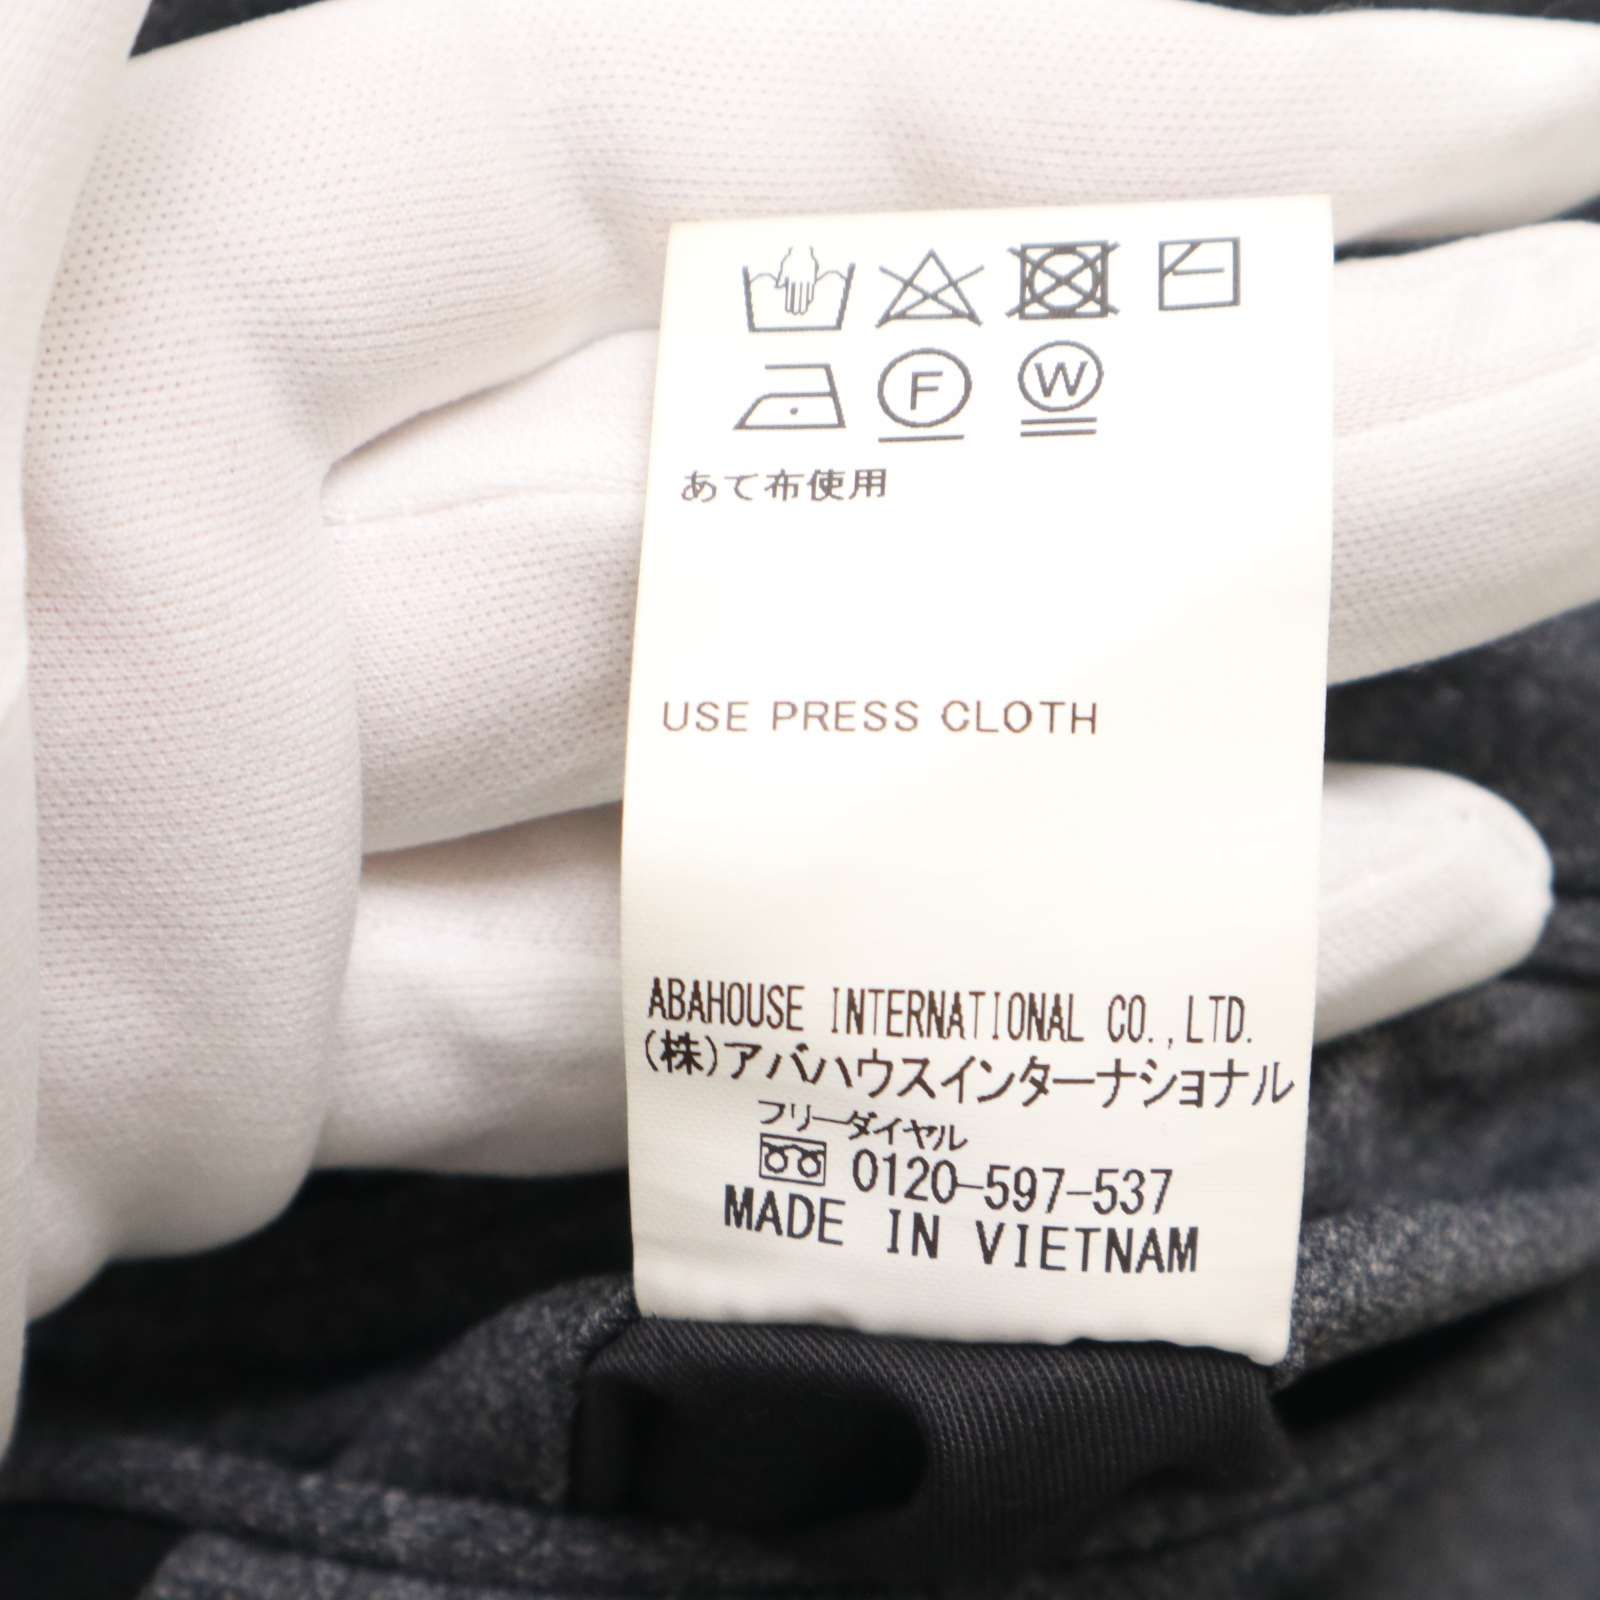 F W
あて布使用
USE PRESS CLOTH
ABAHOUSE INTERNATIONAL CO.,LTD.
(株)アバハウスインターナショナル
フリーダイヤル
0120-597-537
MADE IN VIETNAM